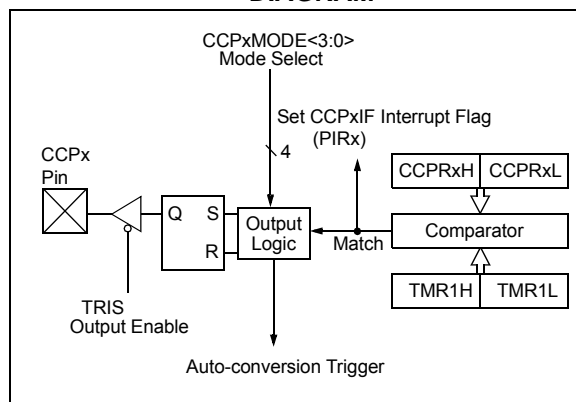 DIAGRAM
CCPxMODE<3:0>
Mode Select
Set CCPxIF Interrupt Flag
(PIRx)
4
CCPx
Pin
CCPRxH CCPRxL
Q S
R
Output
Logic
Match
Comparator
TMR1H TMR1L
TRIS
Output Enable
Auto-conversion Trigger